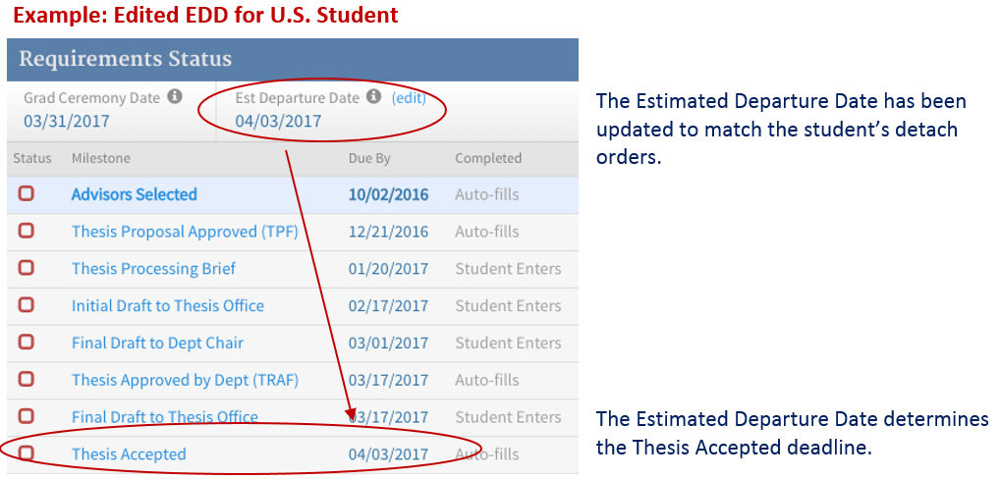 Example: Edited EDD for U.S. Student
Requirements Status
Grad Ceremony Date
03/31/2017
Est Departure Date (edit)
04/03/2017
The Estimated Departure Date has been
updated to match the student’s detach
orders.
Status Milestone Due By Completed
Advisors Selected 10/02/2016 Auto-fills
Thesis Proposal Approved (TPF) 12/21/2016 Auto-fills
Thesis Processing Brief 01/20/2017 Student Enters
Initial Draft to Thesis Office 02/17/2017 Student Enters
Final Draft to Dept Chair 03/01/2017 Student Enters
Thesis Approved by Dept (TRAF) 03/17/2017 Auto-fills
Final Draft to Thesis Office 03/17/2017 Student Enters
Thesis Accepted 04/03/2017 Auto-fills
The Estimated Departure Date determines
the Thesis Accepted deadline.